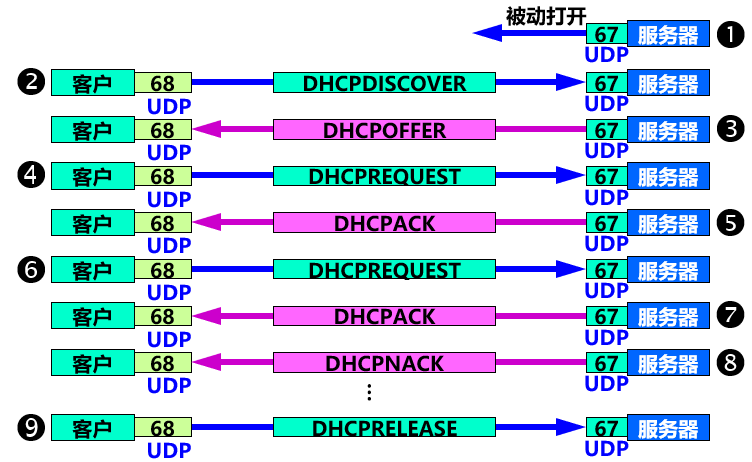 被动打开
67 服务器 ❶
UDP
❷ 客户 68 DHCPDISCOVER 67 服务器
UDP UDP
客户 68 DHCPOFFER 67 服务器 ❸
UDP UDP
❹ 客户 68 DHCPREQUEST 67 服务器
UDP UDP
客户 68 DHCPACK 67 服务器 ❺
UDP UDP
❻ 客户 68 DHCPREQUEST 67 服务器
UDP UDP
客户 68 DHCPACK 67 服务器 ❼
UDP UDP
客户 68 DHCPNACK 67 服务器 ❽
UDP UDP
⋮
❾ 客户 68 DHCPRELEASE 67 服务器
UDP UDP